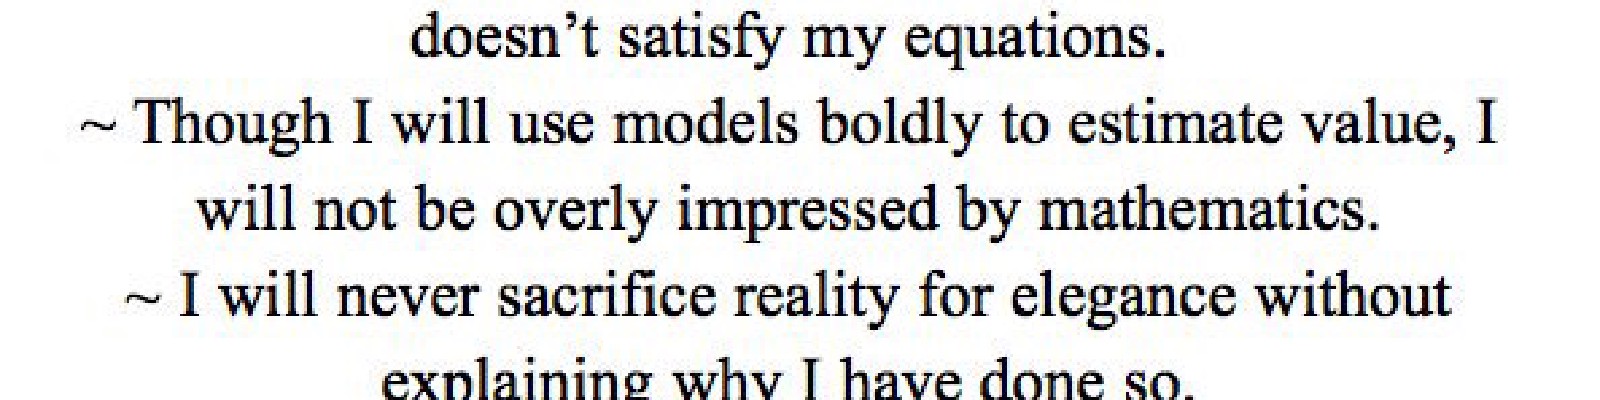 doesn’t satisfy my equations.
~ Though I will use models boldly to estimate value, I
will not be overly impressed by mathematics.
~ I will never sacrifice reality for elegance without
explaining why I have done so.